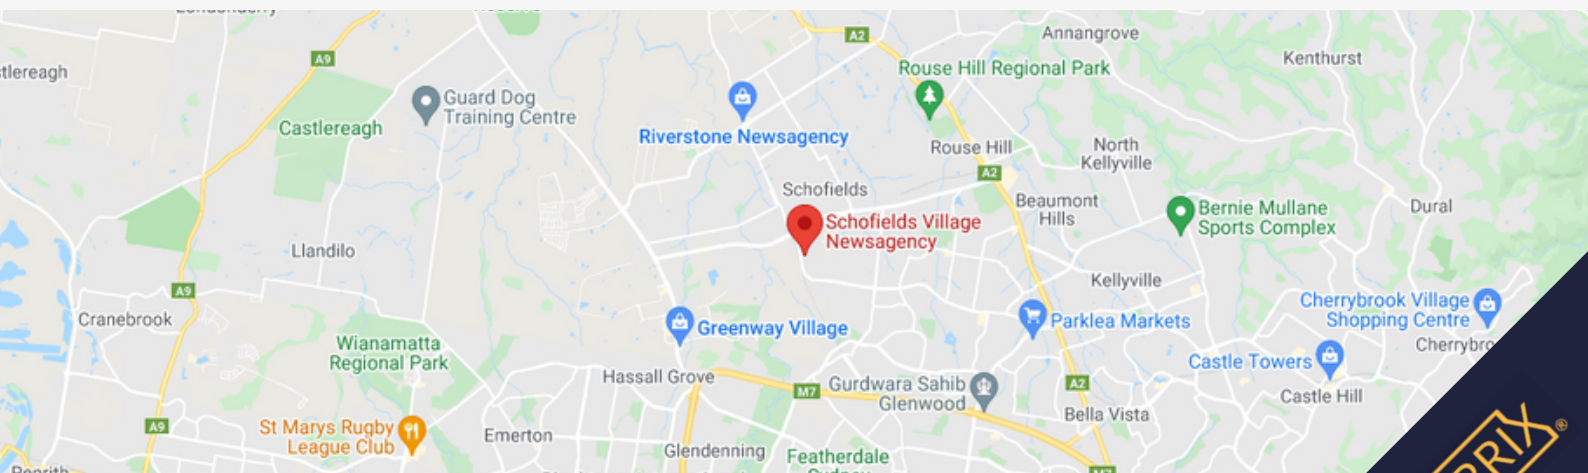 A2
Annangrove
A9
Kenthurst
Rouse Hill Regional Park
Guard Dog
Training Centre
Castlereagh
Riverstone Newsagency
Rouse Hill
North
Kellyville
A2
Schofields
Beaumont
Hills
Bernie Mullane
Sports Complex
Dural
Schofields Village
Newsagency
Llandilo
Kellyville
A9
Cherrybrook Village
Shopping Centre
Cranebrook
Greenway Village
Parklea Markets
Wianamatta
Regional Park
Castle Towers
Hassall Grove
M7
Gurdwara Sahib
Glenwood
A2
Castle Hill
Bella Vista
A9
St Marys Rugby
League Club
Emerton
Glendenning
Featherdale